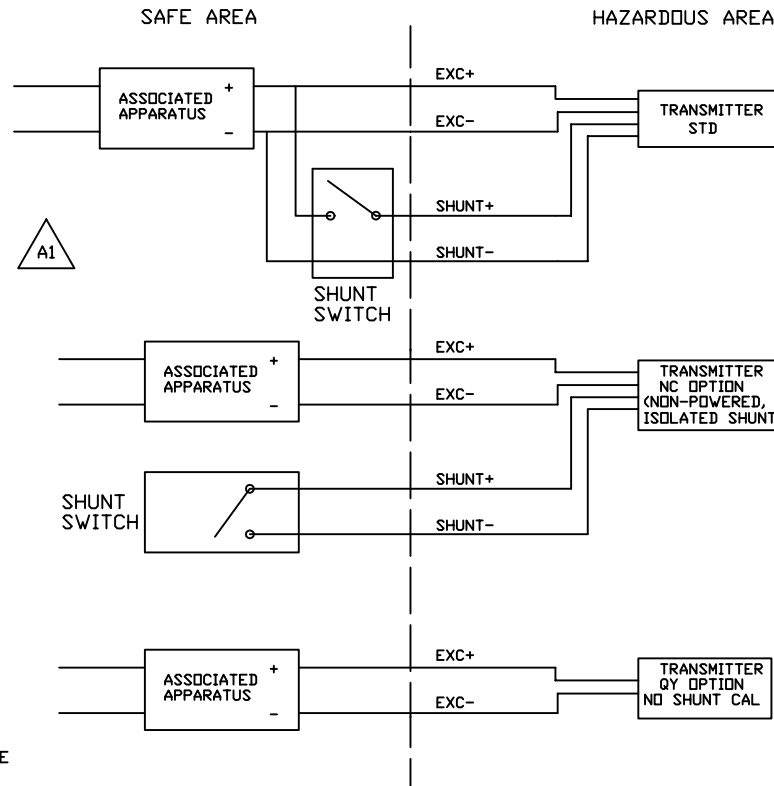 SAFE AREA
HAZARDOUS AREA
ASSOCIATED
APPARATUS
+
-
EXC+
EXC-
TRANSMITTER
STD
SHUNT+
SHUNT-
A1
SHUNT
SWITCH
ASSOCIATED
APPARATUS
+
-
EXC+
EXC-
TRANSMITTER
NC OPTION
(NON-POWERED,
ISOLATED SHUNT
SHUNT
SWITCH
SHUNT+
SHUNT-
ASSOCIATED
APPARATUS
+
-
EXC+
EXC-
TRANSMITTER
QY OPTION
NO SHUNT CAL
E